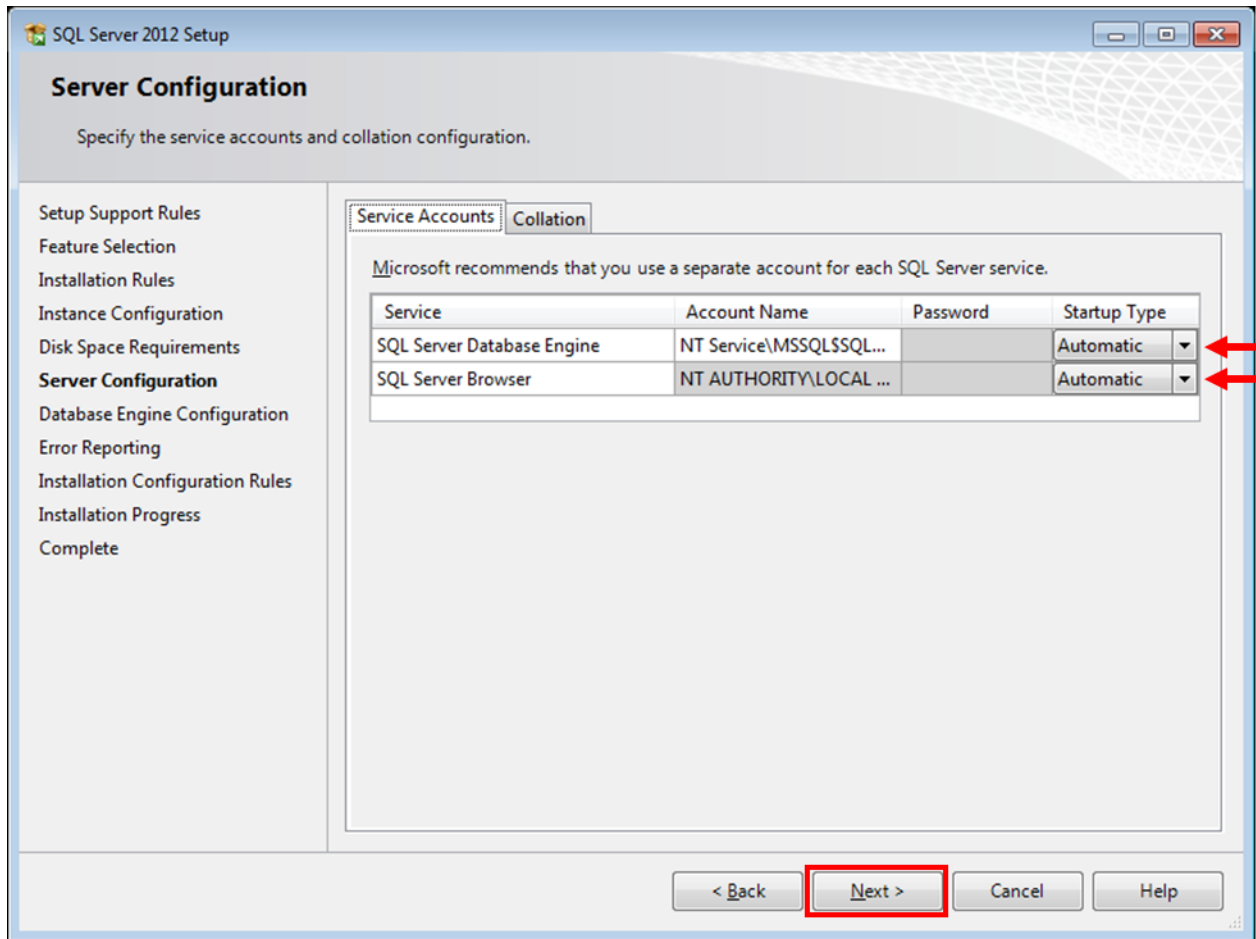 SQL Server 2012 Setup
Server Configuration
Specify the service accounts and collation configuration.
Setup Support Rules
Feature Selection
Installation Rules
Instance Configuration
Disk Space Requirements
Server Configuration
Database Engine Configuration
Error Reporting
Installation Configuration Rules
Installation Progress
Complete
Service Accounts Collation
Microsoft recommends that you use a separate account for each SQL Server service.
Service Account Name Password Startup Type
SQL Server Database Engine NT Service\MSSQL$SQL... Automatic
SQL Server Browser NT AUTHORITY\LOCAL ... Automatic
< Back Next > Cancel Help